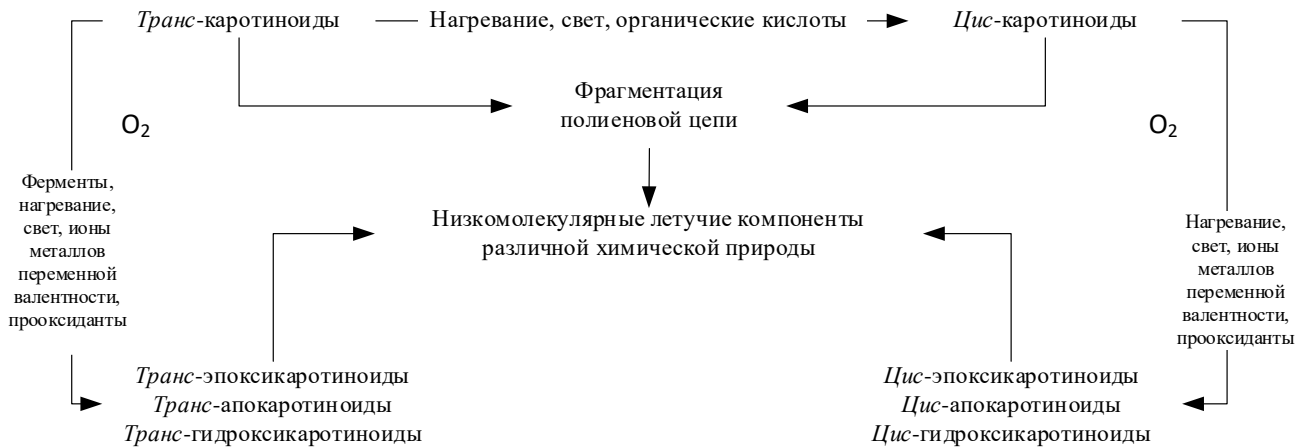 Транс-каротиноиды
Нагревание, свет, органические кислоты
Цис-каротиноиды
Фрагментация
полиеновой цепи
O2
O2
Ферменты,
нагревание,
свет, ионы
металлов
переменной
валентности,
прооксиданты
Низкомолекулярные летучие компоненты
различной химической природы
Нагревание,
свет, ионы
металлов
переменной
валентности,
прооксиданты
Транс-эпоксикаротиноиды
Транс-апокаротиноиды
Транс-гидроксикаротиноиды
Цис-эпоксикаротиноиды
Цис-апокаротиноиды
Цис-гидроксикаротиноиды